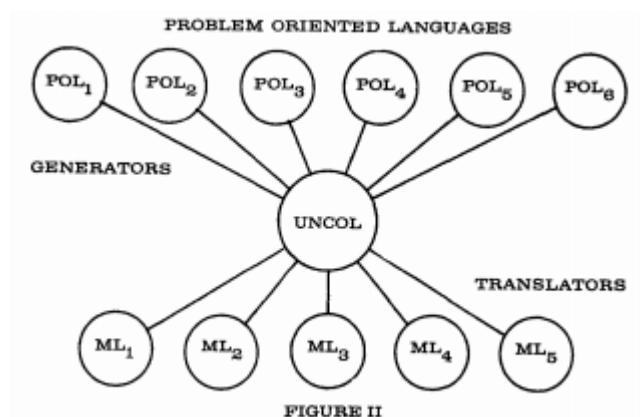 PROBLEM ORIENTED LANGUAGES
POL₁ POL₂ POL₃ POL₄ POL₅ POL₆
GENERATORS
UNCOL
TRANSLATORS
ML₁ ML₂ ML₃ ML₄ ML₅
FIGURE II